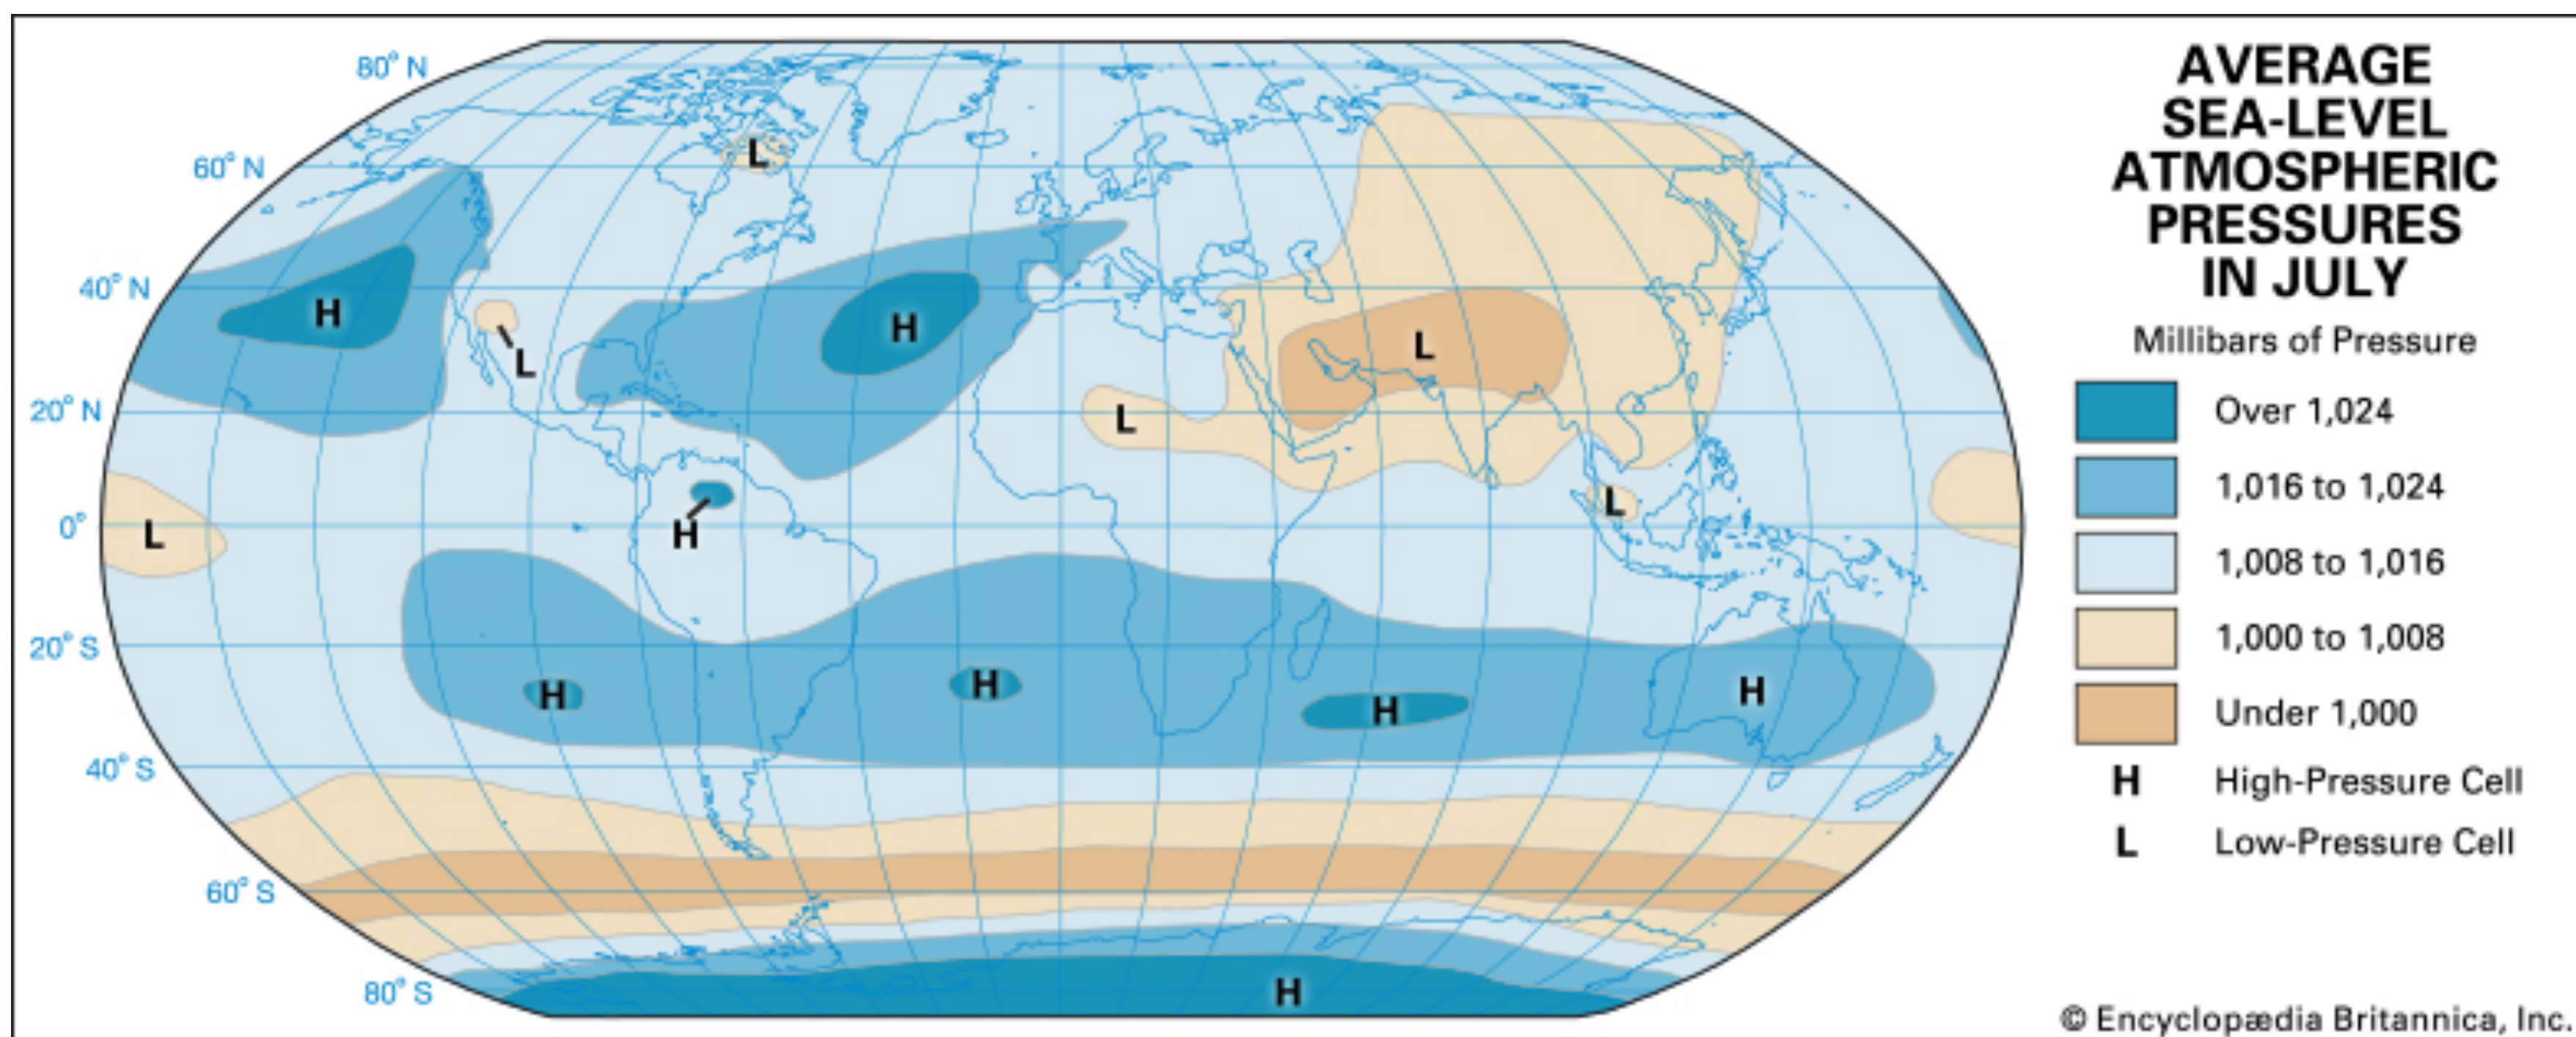 AVERAGE
SEA-LEVEL
ATMOSPHERIC
PRESSURES
IN JULY
Millibars of Pressure
Over 1,024
1,016 to 1,024
1,008 to 1,016
1,000 to 1,008
Under 1,000
H High-Pressure Cell
L Low-Pressure Cell
© Encyclopædia Britannica, Inc.
80° N
60° N
40° N
20° N
0°
20° S
40° S
60° S
80° S
L
H
H
L
L
L
L
H
L
L
H
H
H
H
H